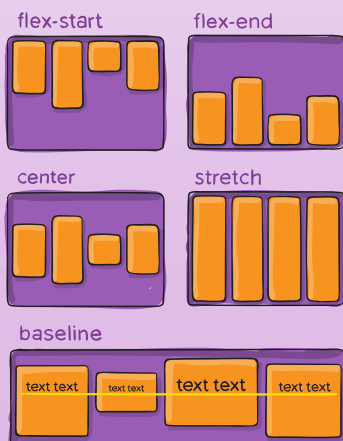 flex-start
flex-end
center
stretch
baseline
text text
text text
text text
text text